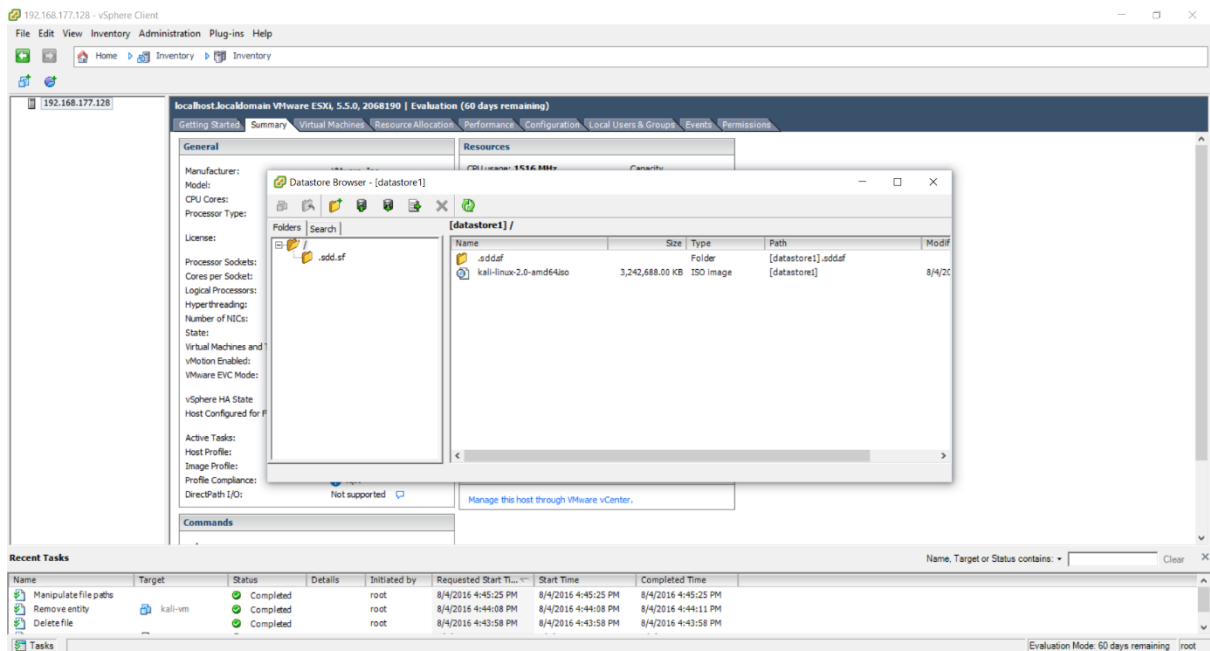 192.168.177.128 - vSphere Client
File Edit View Inventory Administration Plug-ins Help
Home Inventory Inventory
192.168.177.128
localhost.localdomain VMware ESXi, 5.5.0, 2068190 | Evaluation (60 days remaining)
Getting Started Summary Virtual Machines Resource Allocation Performance Configuration Local Users & Groups Events Permissions
General
Manufacturer:
Model:
CPU Cores:
Processor Type:
License:
Processor Sockets:
Cores per Socket:
Logical Processors:
Hyperthreading:
Number of NICs:
State:
Virtual Machines and
vMotion Enabled:
VMware EVC Mode:
vSphere HA State
Host Configured for F
Active Tasks:
Host Profile:
Image Profile:
Profile Compliance:
DirectPath I/O: Not supported
Commands
Resources
CPU usage: 1516 MHz Capacity
Manage this host through VMware vCenter.
Datastore Browser - [datastore1]
Folders Search
/
.sdd.sf
[datastore1] /
Name Size Type Path Modif
.sdd.sf Folder [datastore1] .sdd.sf
kali-linux-2.0-amd64.iso 3,242,688.00 KB ISO image [datastore1] 8/4/20
Recent Tasks
Name, Target or Status contains: Clear
Name Target Status Details Initiated by Requested Start Ti... Start Time Completed Time
Manipulate file paths Completed root 8/4/2016 4:45:25 PM 8/4/2016 4:45:25 PM 8/4/2016 4:45:25 PM
Remove entity kali-vm Completed root 8/4/2016 4:44:08 PM 8/4/2016 4:44:08 PM 8/4/2016 4:44:11 PM
Delete file Completed root 8/4/2016 4:43:58 PM 8/4/2016 4:43:58 PM 8/4/2016 4:43:58 PM
Tasks
Evaluation Mode: 60 days remaining root